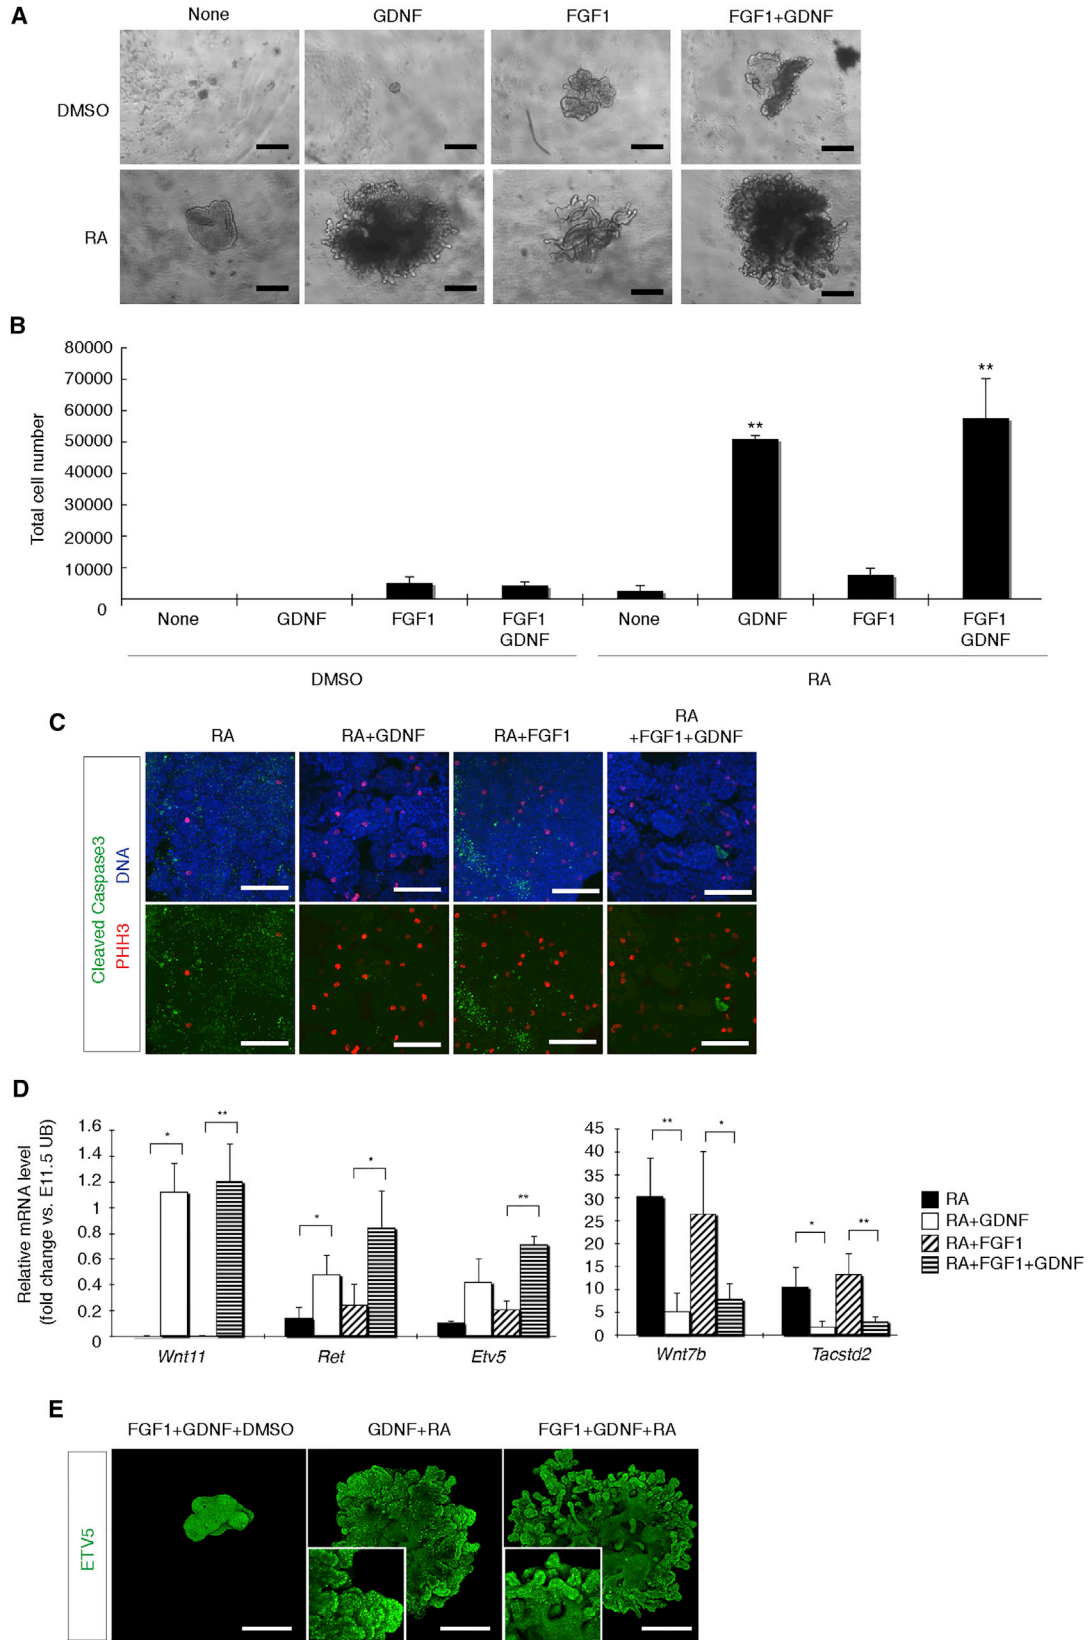 A
None GDNF FGF1 FGF1+GDNF
DMSO
RA
B
Total cell number
80000
70000
60000
50000
40000
30000
20000
10000
0
** **
None GDNF FGF1 FGF1 GDNF None GDNF FGF1 FGF1 GDNF
DMSO RA
C
RA RA+GDNF RA+FGF1 RA +FGF1+GDNF
Cleaved Caspase3 DNA
PHH3
D
Relative mRNA level
(fold change vs. E11.5 UB)
1.6
1.4
1.2
1
0.8
0.6
0.4
0.2
0
* ** * * **
Wnt11 Ret Etv5
45
40
35
30
25
20
15
10
5
0
** * * **
Wnt7b Tacstd2
RA
RA+GDNF
RA+FGF1
RA+FGF1+GDNF
E
FGF1+GDNF+DMSO GDNF+RA FGF1+GDNF+RA
ETV5